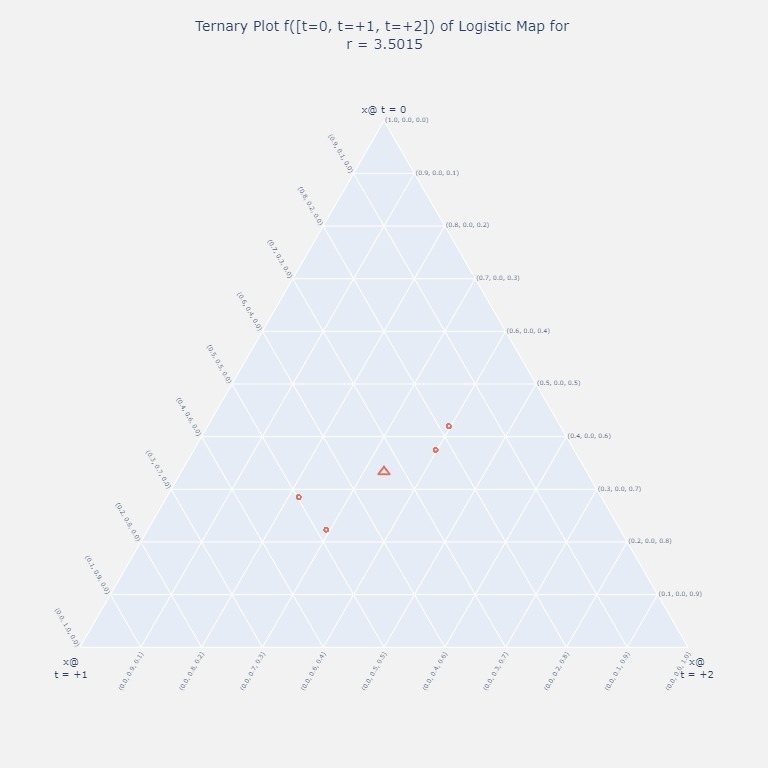 Ternary Plot f([t=0, t=+1, t=+2]) of Logistic Map for
r = 3.5015
x@ t = 0
(1.0, 0.0, 0.0)
(0.9, 0.1, 0.0)
(0.9, 0.0, 0.1)
(0.8, 0.2, 0.0)
(0.8, 0.0, 0.2)
(0.7, 0.3, 0.0)
(0.7, 0.0, 0.3)
(0.6, 0.4, 0.0)
(0.6, 0.0, 0.4)
(0.5, 0.5, 0.0)
(0.5, 0.0, 0.5)
(0.4, 0.6, 0.0)
(0.4, 0.0, 0.6)
(0.3, 0.7, 0.0)
(0.3, 0.0, 0.7)
(0.2, 0.8, 0.0)
(0.2, 0.0, 0.8)
(0.1, 0.9, 0.0)
(0.1, 0.0, 0.9)
(0.0, 1.0, 0.0)
x@
t = +1
(0.0, 0.9, 0.1)
(0.0, 0.8, 0.2)
(0.0, 0.7, 0.3)
(0.0, 0.6, 0.4)
(0.0, 0.5, 0.5)
(0.0, 0.4, 0.6)
(0.0, 0.3, 0.7)
(0.0, 0.2, 0.8)
(0.0, 0.1, 0.9)
(0.0, 0.0, 1.0)
x@
t = +2